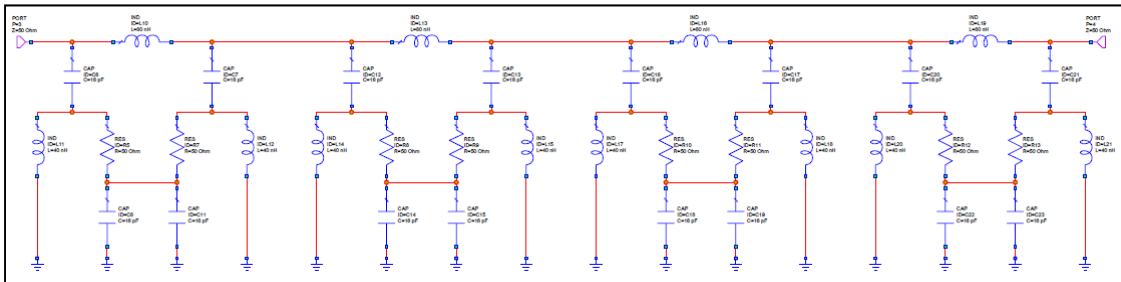 PORT
P=3
Z=50 Ohm
IND
ID=L10
L=80 nH
IND
ID=L13
L=80 nH
IND
ID=L16
L=80 nH
IND
ID=L19
L=80 nH
PORT
P=4
Z=50 Ohm
CAP
C=16 pF
CAP
ID=C7
C=16 pF
CAP
ID=C12
C=16 pF
CAP
ID=C13
C=16 pF
CAP
ID=C16
C=16 pF
CAP
ID=C17
C=16 pF
CAP
ID=C20
C=16 pF
CAP
ID=C21
C=16 pF
IND
ID=L11
L=40 nH
RES
ID=R5
R=50 Ohm
RES
ID=R7
R=50 Ohm
IND
ID=L12
L=40 nH
IND
ID=L14
L=40 nH
RES
ID=R8
R=50 Ohm
RES
ID=R9
R=50 Ohm
IND
ID=L15
L=40 nH
IND
ID=L17
L=40 nH
RES
ID=R10
R=50 Ohm
RES
ID=R11
R=50 Ohm
IND
ID=L18
L=40 nH
IND
ID=L20
L=40 nH
RES
ID=R12
R=50 Ohm
RES
ID=R13
R=50 Ohm
IND
ID=L21
L=40 nH
CAP
C=16 pF
CAP
ID=C11
C=16 pF
CAP
ID=C14
C=16 pF
CAP
ID=C15
C=16 pF
CAP
ID=C18
C=16 pF
CAP
ID=C19
C=16 pF
CAP
ID=C22
C=16 pF
CAP
ID=C23
C=16 pF